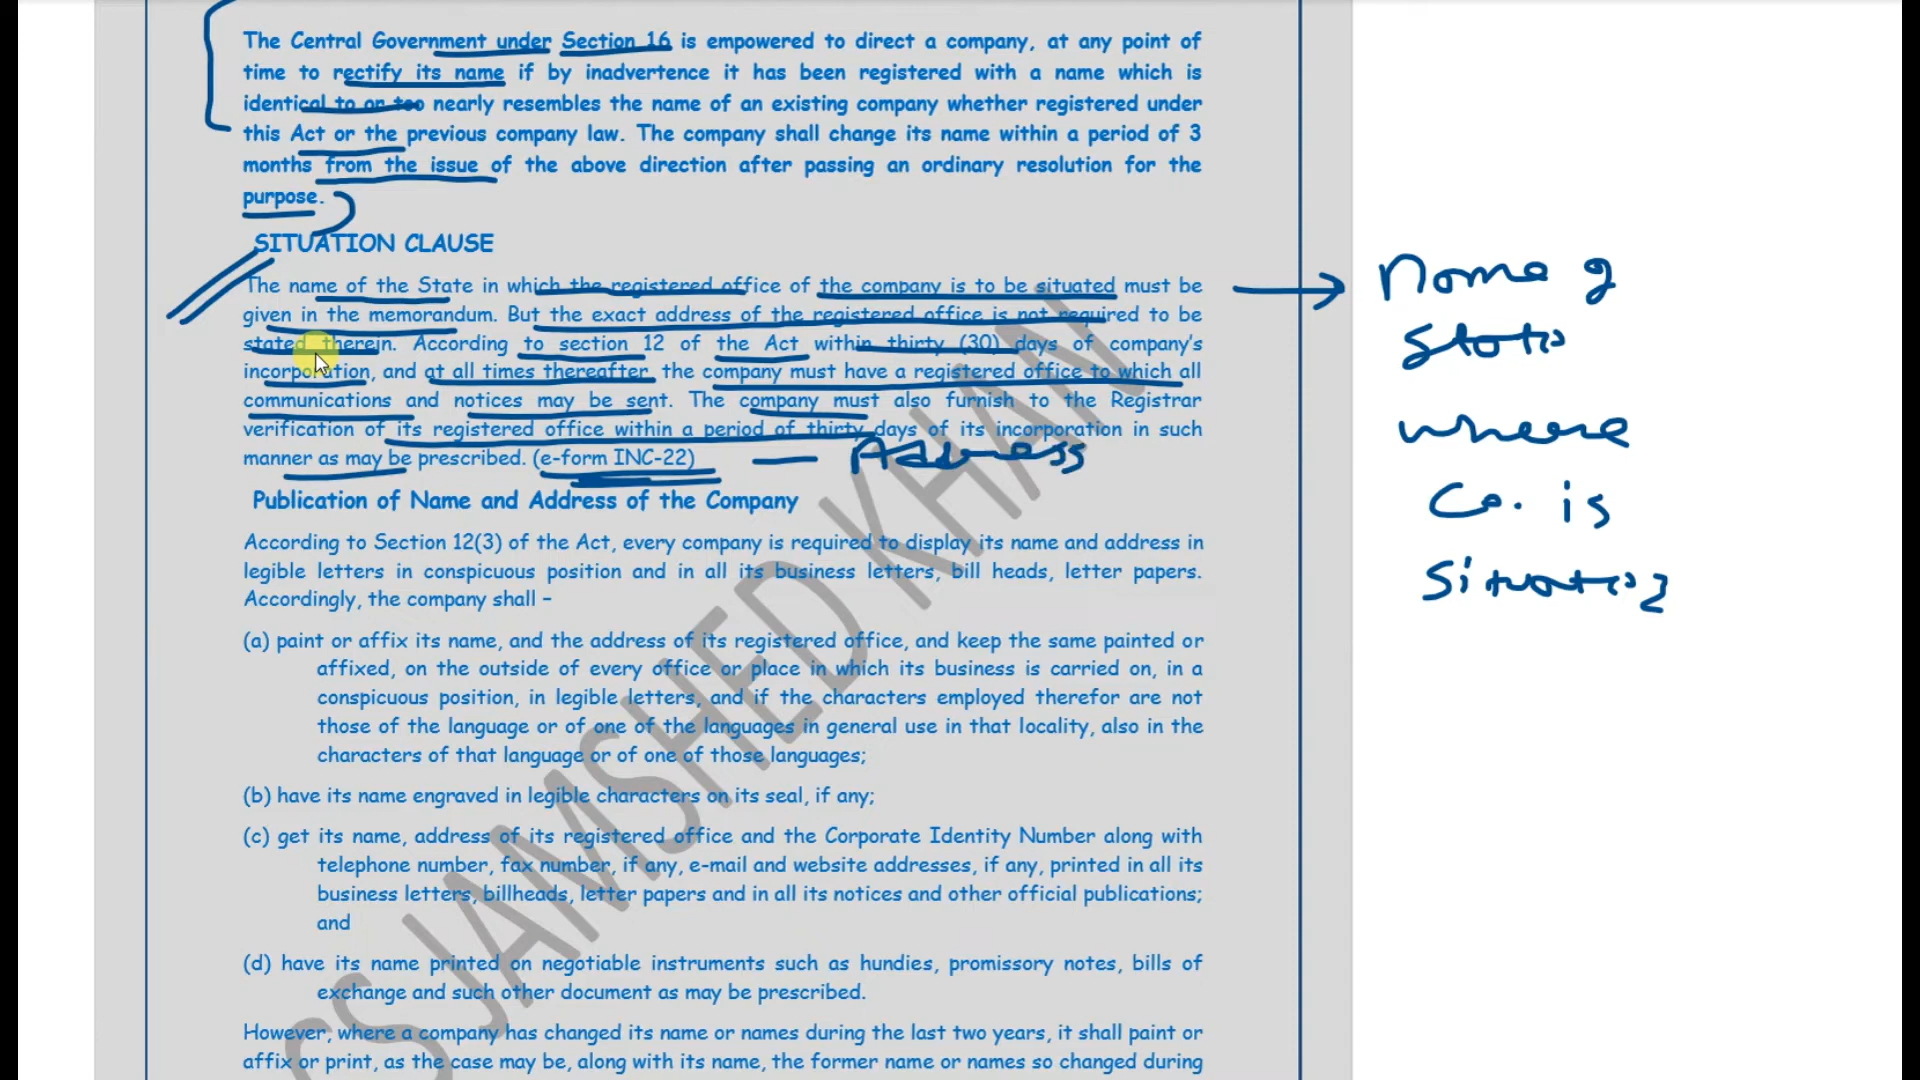 The Central Government under Section 16 is empowered to direct a company, at any point of
time to rectify its name if by inadvertence it has been registered with a name which is
identical to or too nearly resembles the name of an existing company whether registered under
this Act or the previous company law. The company shall change its name within a period of 3
months from the issue of the above direction after passing an ordinary resolution for the
purpose.
SITUATION CLAUSE
The name of the State in which the registered office of the company is to be situated must be
given in the memorandum. But the exact address of the registered office is not required to be
stated therein. According to section 12 of the Act within thirty (30) days of company's
incorporation, and at all times thereafter, the company must have a registered office to which all
communications and notices may be sent. The company must also furnish to the Registrar
verification of its registered office within a period of thirty days of its incorporation in such
manner as may be prescribed. (e-form INC-22) — Address
Name of
State
where
Co. is
Situated
Publication of Name and Address of the Company
According to Section 12(3) of the Act, every company is required to display its name and address in
legible letters in conspicuous position and in all its business letters, bill heads, letter papers.
Accordingly, the company shall –
(a) paint or affix its name, and the address of its registered office, and keep the same painted or
affixed, on the outside of every office or place in which its business is carried on, in a
conspicuous position, in legible letters, and if the characters employed therefor are not
those of the language or of one of the languages in general use in that locality, also in the
characters of that language or of one of those languages;
(b) have its name engraved in legible characters on its seal, if any;
(c) get its name, address of its registered office and the Corporate Identity Number along with
telephone number, fax number, if any, e-mail and website addresses, if any, printed in all its
business letters, billheads, letter papers and in all its notices and other official publications;
and
(d) have its name printed on negotiable instruments such as hundies, promissory notes, bills of
exchange and such other document as may be prescribed.
However, where a company has changed its name or names during the last two years, it shall paint or
affix or print, as the case may be, along with its name, the former name or names so changed during
CS JAMSHED KHAN